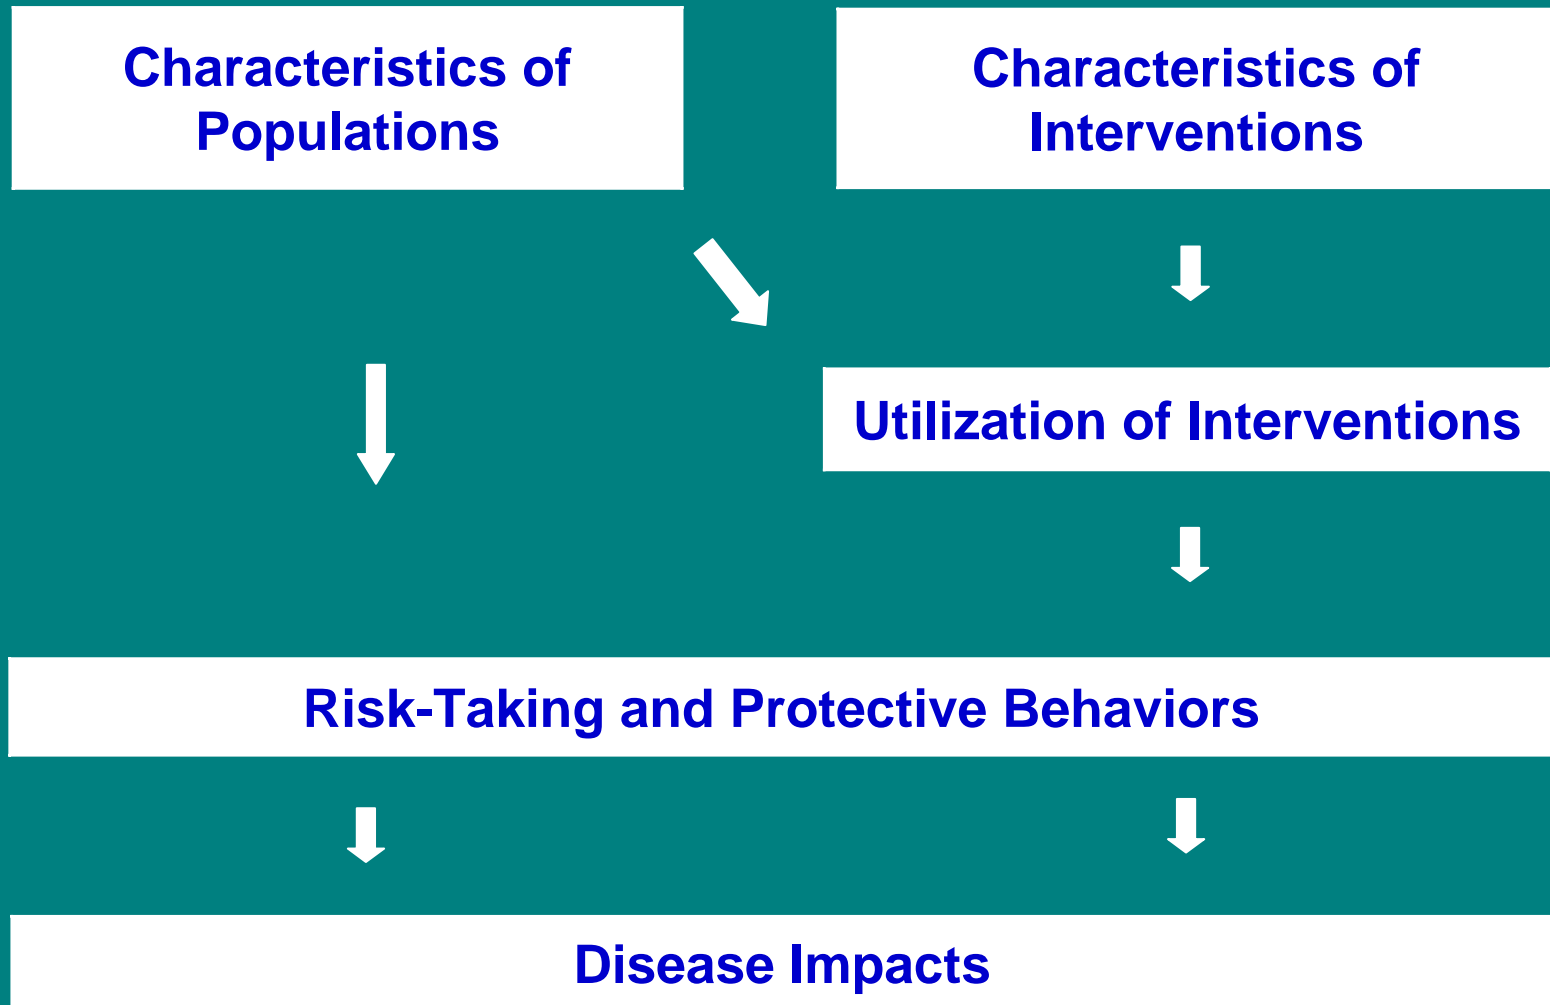 Characteristics of
Populations
Characteristics of
Interventions
Utilization of Interventions
Risk-Taking and Protective Behaviors
Disease Impacts